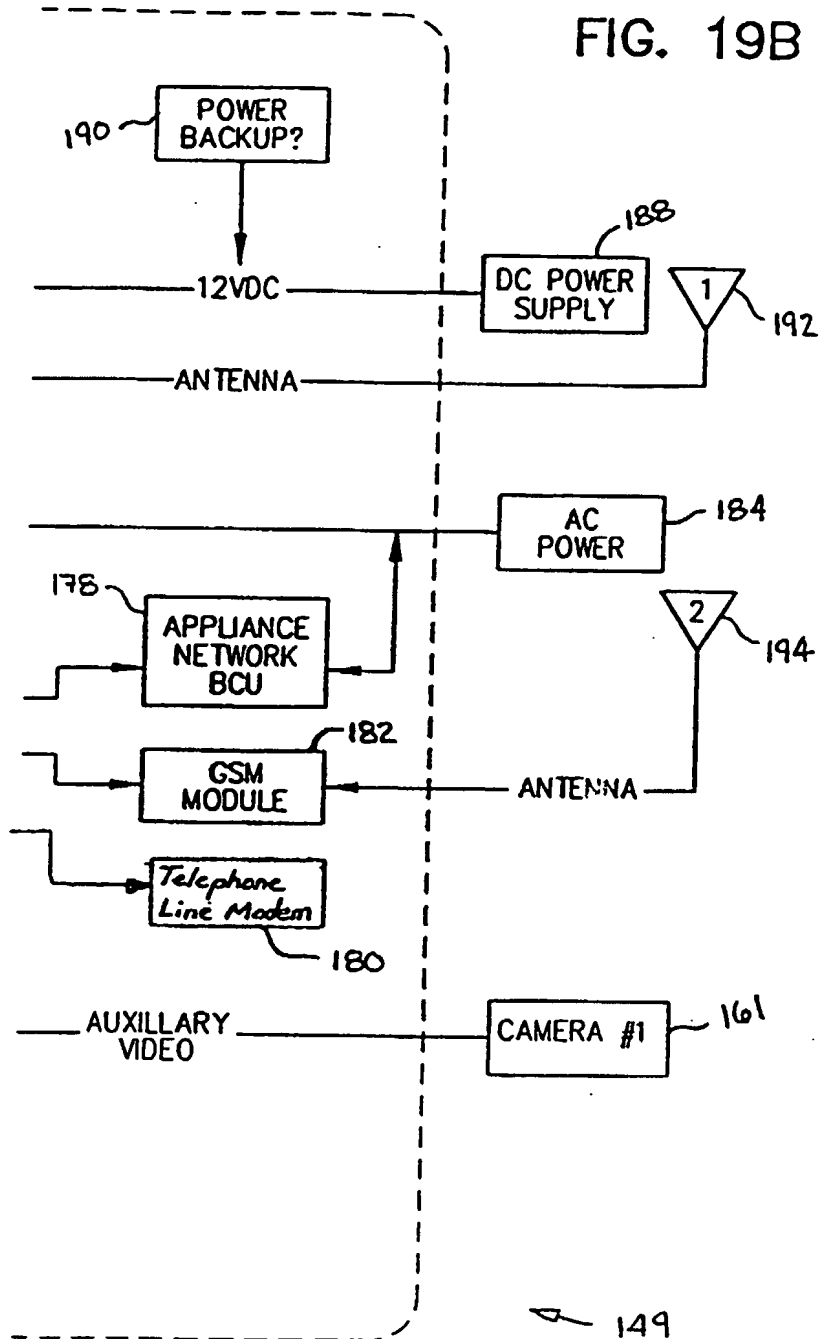 FIG. 19B
190
POWER
BACKUP?
188
12VDC
DC POWER
SUPPLY
1
192
ANTENNA
AC
POWER
184
178
APPLIANCE
NETWORK
BCU
2
194
182
GSM
MODULE
ANTENNA
Telephone
Line Modem
180
AUXILLARY
VIDEO
CAMERA #1
161
149